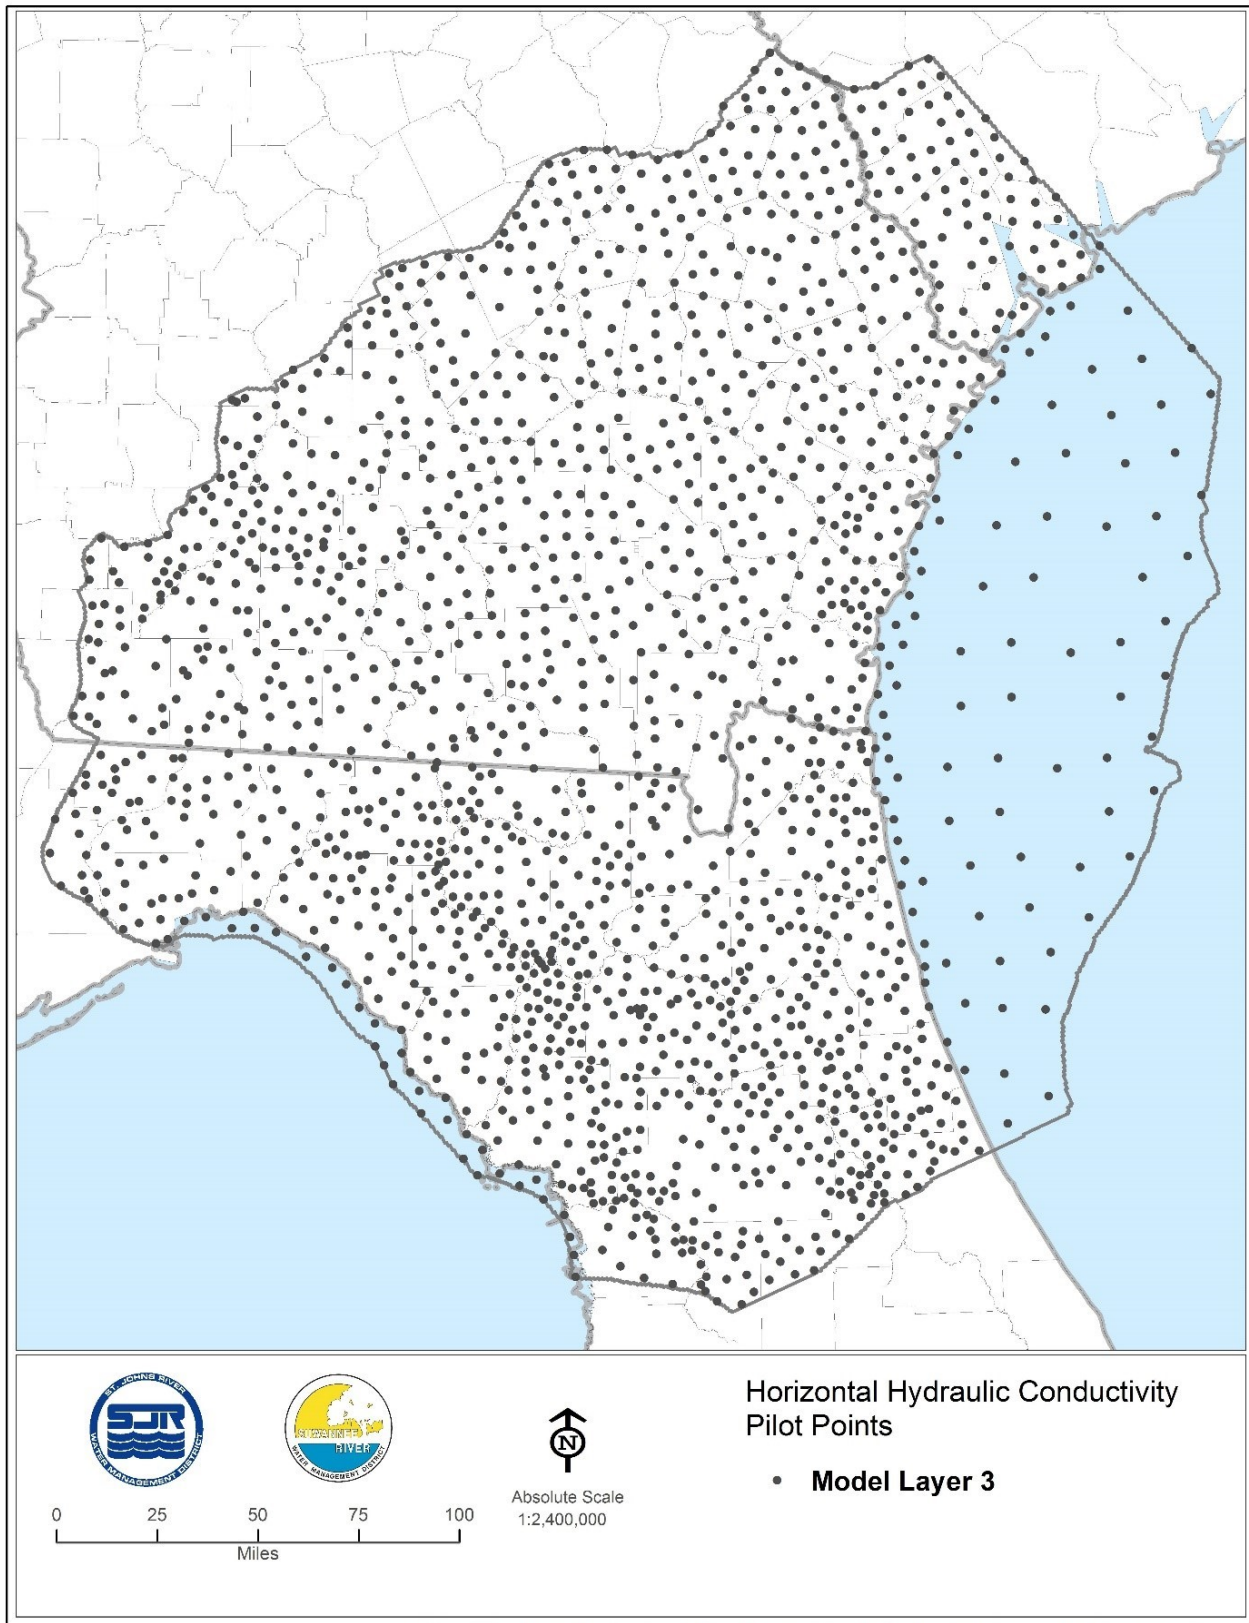 ST. JOHNS RIVER
SJR
WATER MANAGEMENT DISTRICT
SUWANNEE
RIVER
WATER MANAGEMENT DISTRICT
N
Absolute Scale
1:2,400,000
0 25 50 75 100
Miles
Horizontal Hydraulic Conductivity
Pilot Points
Model Layer 3